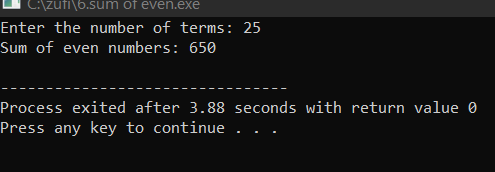 C:\zufi\6.sum of even.exe
Enter the number of terms: 25
Sum of even numbers: 650
--------------------------------
Process exited after 3.88 seconds with return value 0
Press any key to continue . . .